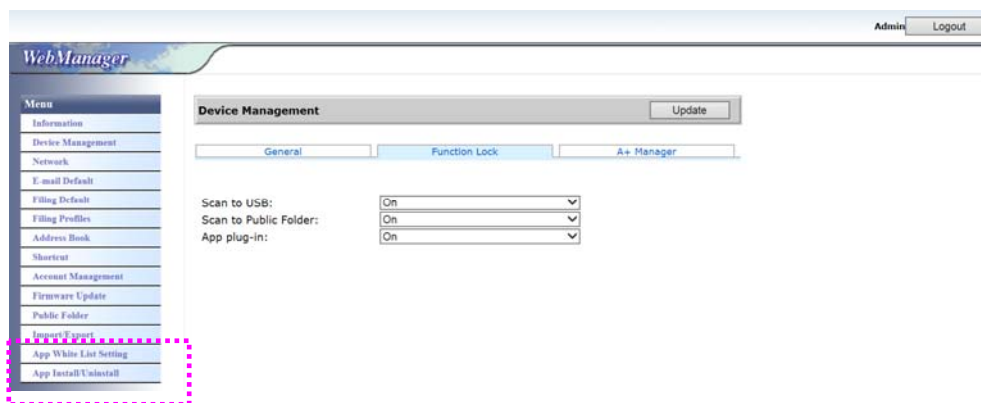 Admin Logout
WebManager
Menu
Information
Device Management
Network
E-mail Default
Filing Default
Filing Profiles
Address Book
Shortcut
Account Management
Firmware Update
Public Folder
Import/Export
App White List Setting
App Install/Uninstall
Device Management Update
General Function Lock A+ Manager
Scan to USB: On
Scan to Public Folder: On
App plug-in: On